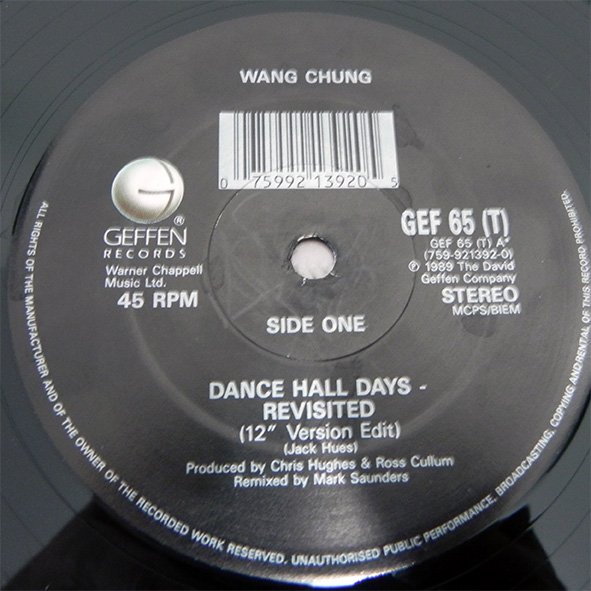 WANG CHUNG
0 75992 13920 5
G
®
GEFFEN
RECORDS
Warner Chappell
Music Ltd.
45 RPM
GEF 65 (T)
GEF 65 (T) A
(759-921392-0)
℗ 1989 The David
Geffen Company
STEREO
MCPS/BIEM
SIDE ONE
DANCE HALL DAYS -
REVISITED
(12" Version Edit)
(Jack Hues)
Produced by Chris Hughes & Ross Cullum
Remixed by Mark Saunders
ALL RIGHTS OF THE MANUFACTURER AND OF THE OWNER OF THE RECORDED WORK RESERVED. UNAUTHORISED PUBLIC PERFORMANCE, BROADCASTING, COPYING AND RENTAL OF THIS RECORD PROHIBITED.